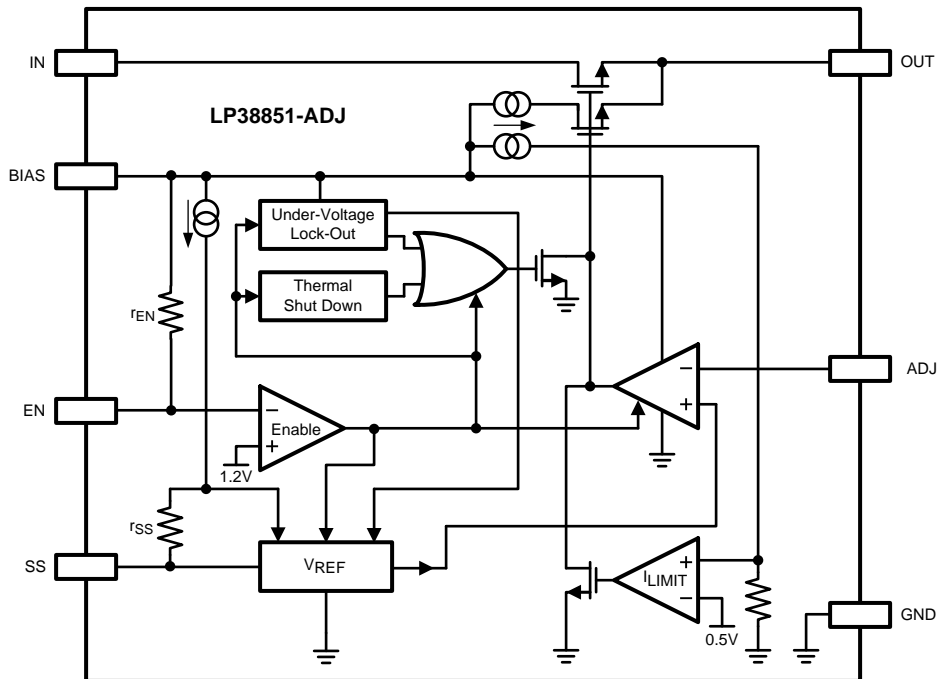 IN
OUT
LP38851-ADJ
BIAS
Under-Voltage
Lock-Out
Thermal
Shut Down
rEN
ADJ
EN
−
Enable
+
1.2V
−
+
rSS
SS
VREF
+
ILIMIT
−
0.5V
GND